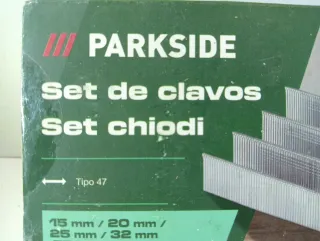 PARKSIDE
Set de clavos
Set chiodi
Tipo 47
15 mm / 20 mm /
25 mm / 32 mm